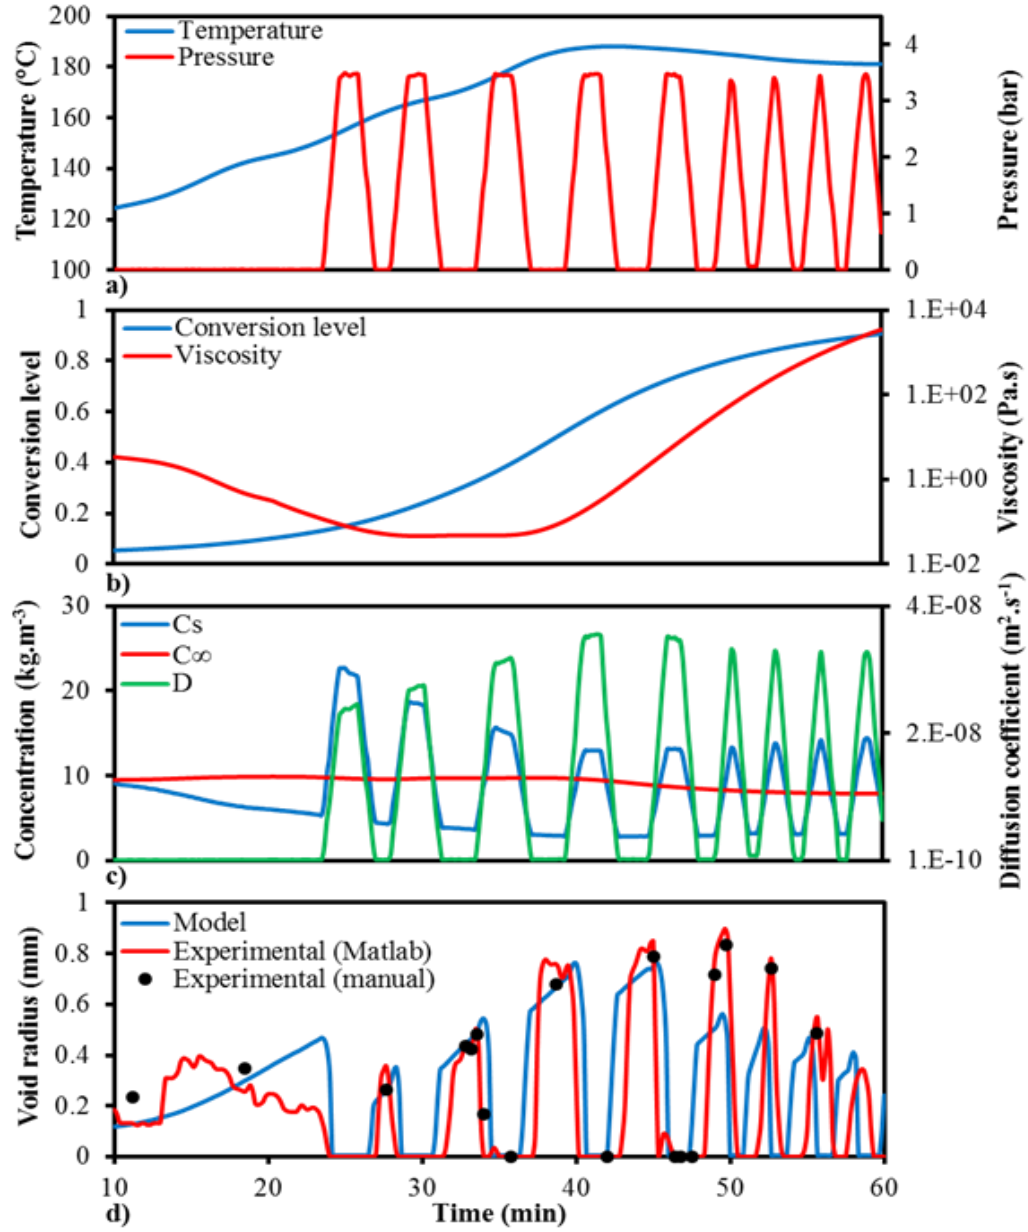 200
180
160
140
120
100
Temperature (°C)
Temperature
Pressure
4
3
2
1
0
Pressure (bar)
a)
1
0.8
0.6
0.4
0.2
0
Conversion level
Conversion level
Viscosity
1.E+04
1.E+02
1.E+00
1.E-02
Viscosity (Pa.s)
b)
30
20
10
0
Concentration (kg.m-3)
Cs
C∞
D
4.E-08
2.E-08
1.E-10
Diffusion coefficient (m2.s-1)
c)
1
0.8
0.6
0.4
0.2
0
Void radius (mm)
Model
Experimental (Matlab)
Experimental (manual)
10 20 30 40 50 60
d)
Time (min)